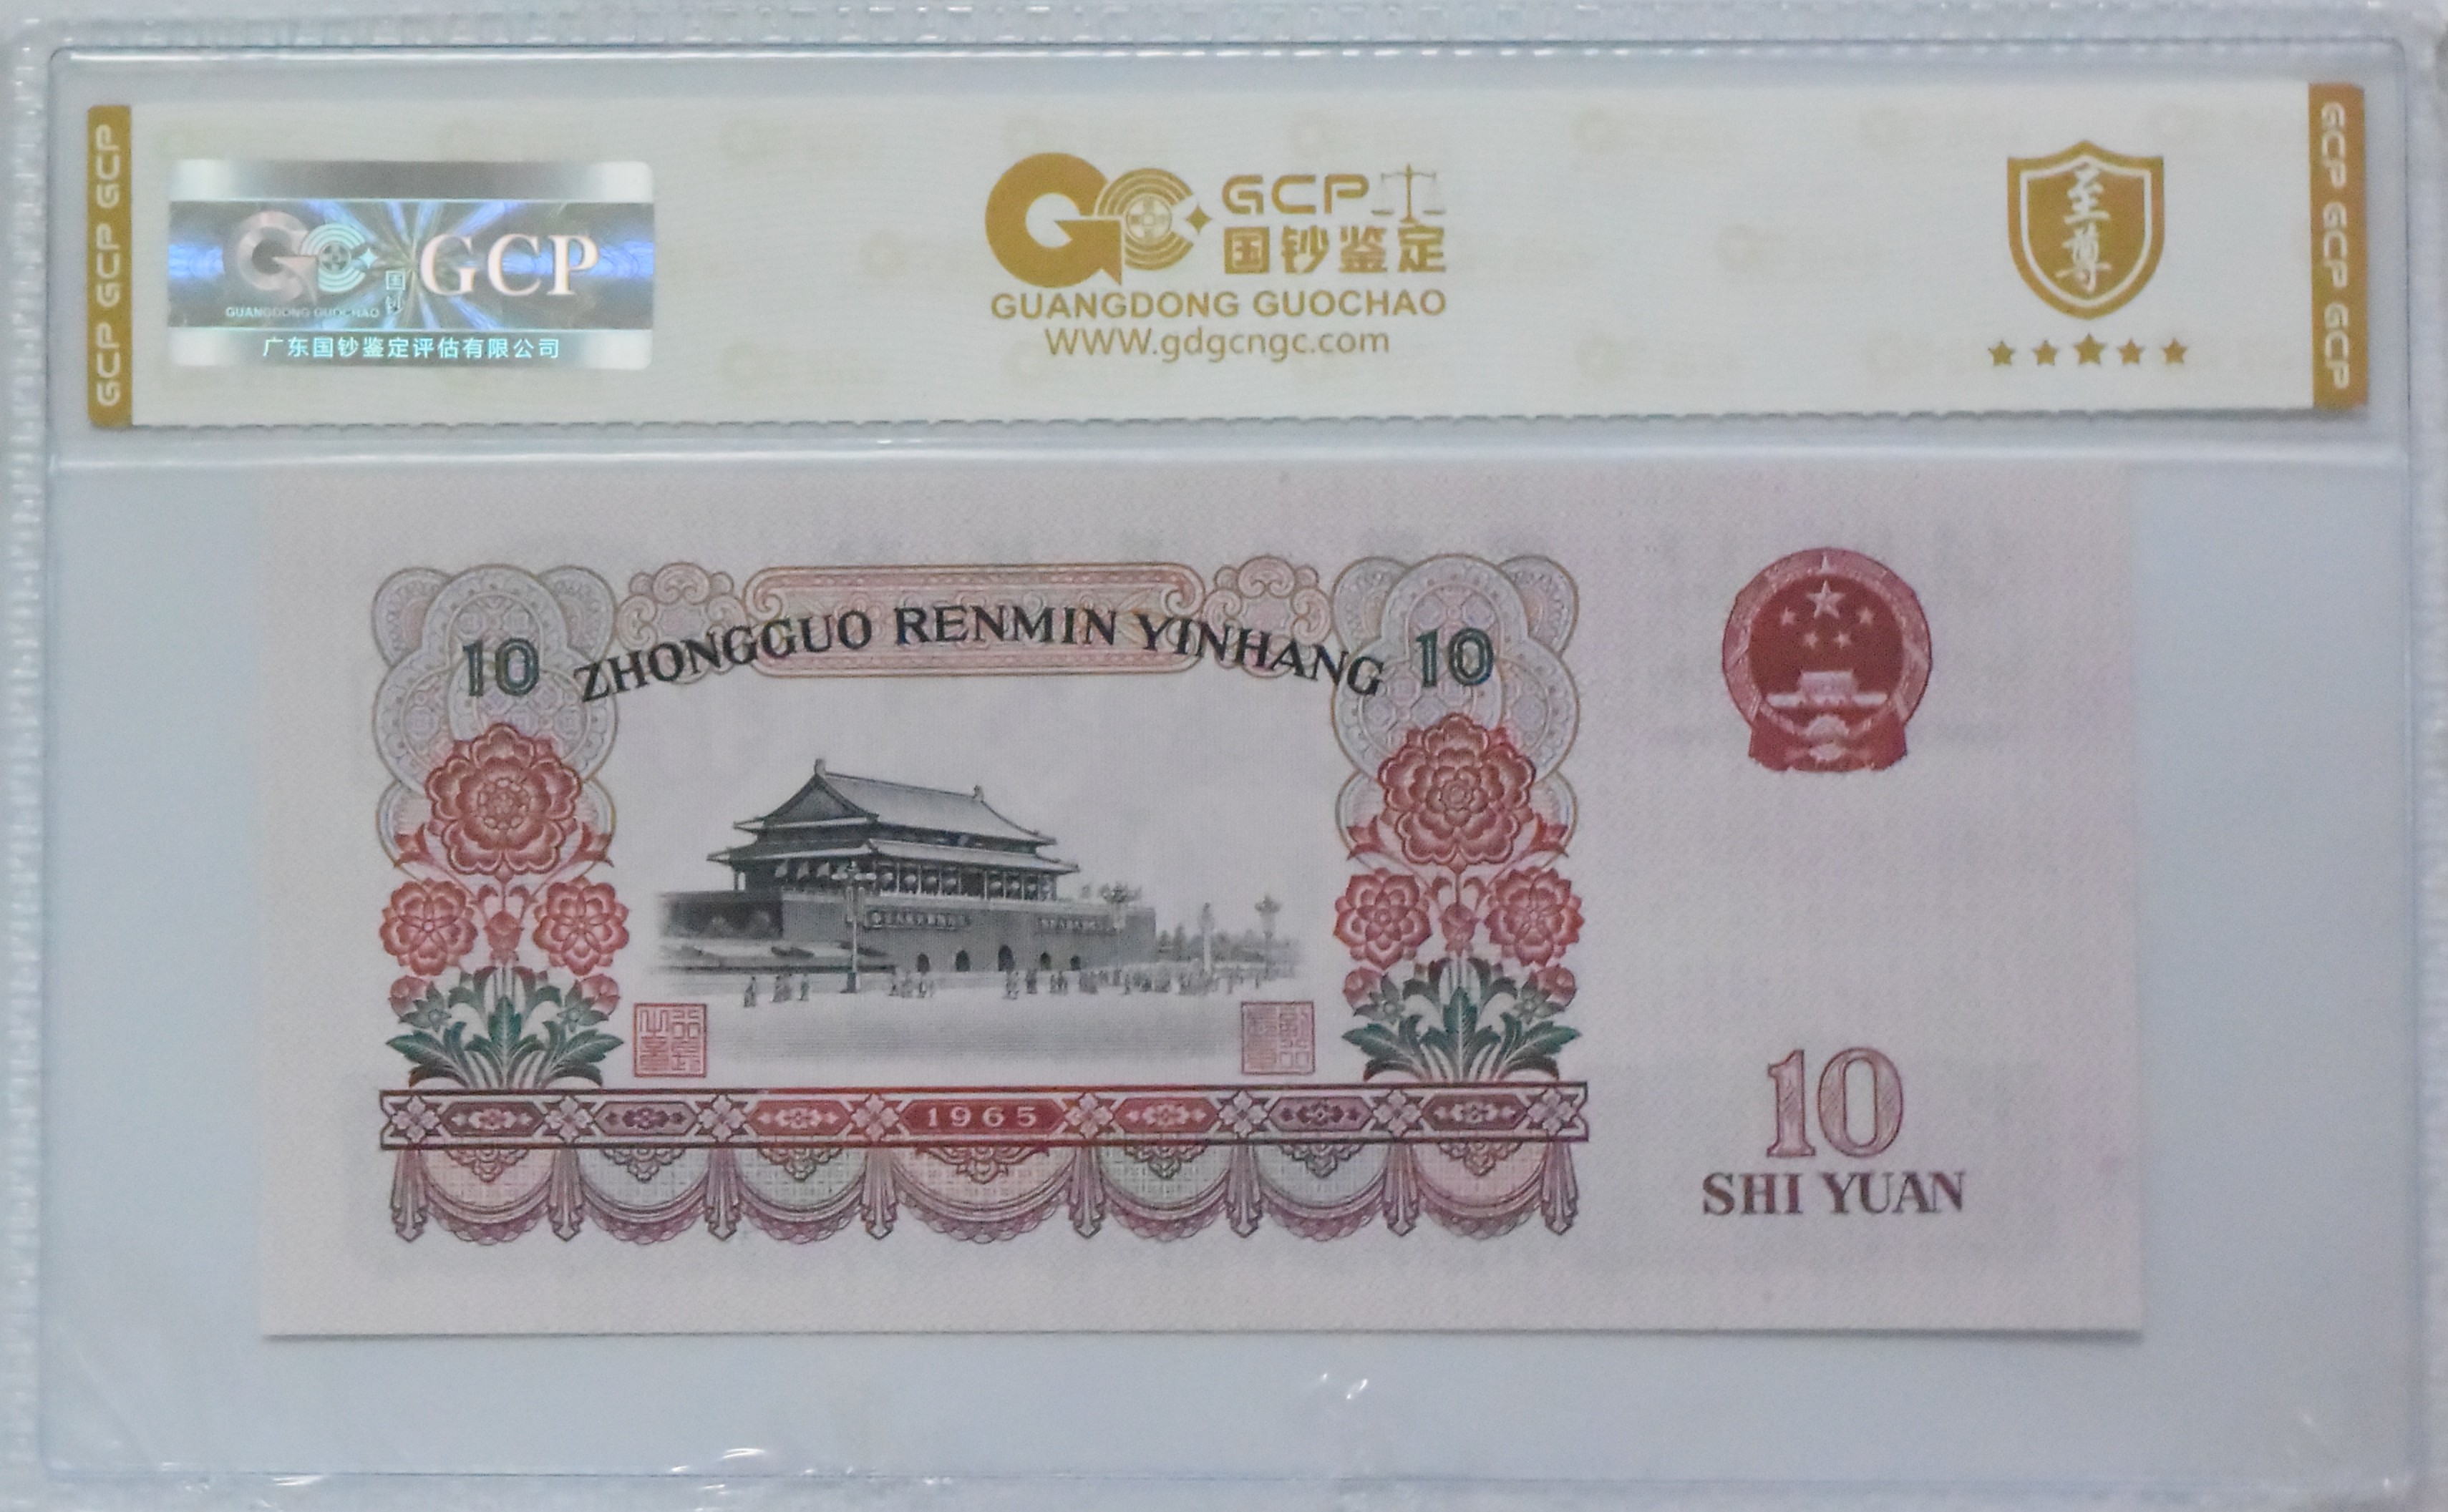 GCP GCP GCP
GCP
国钞
GUANGDONG GUOCHAO
广东国钞鉴定评估有限公司
GCP
国钞鉴定
GUANGDONG GUOCHAO
WWW.gdgcngc.com
至尊
GCP GCP GCP
10 ZHONGGUO RENMIN YINHANG 10
1965
10
SHI YUAN